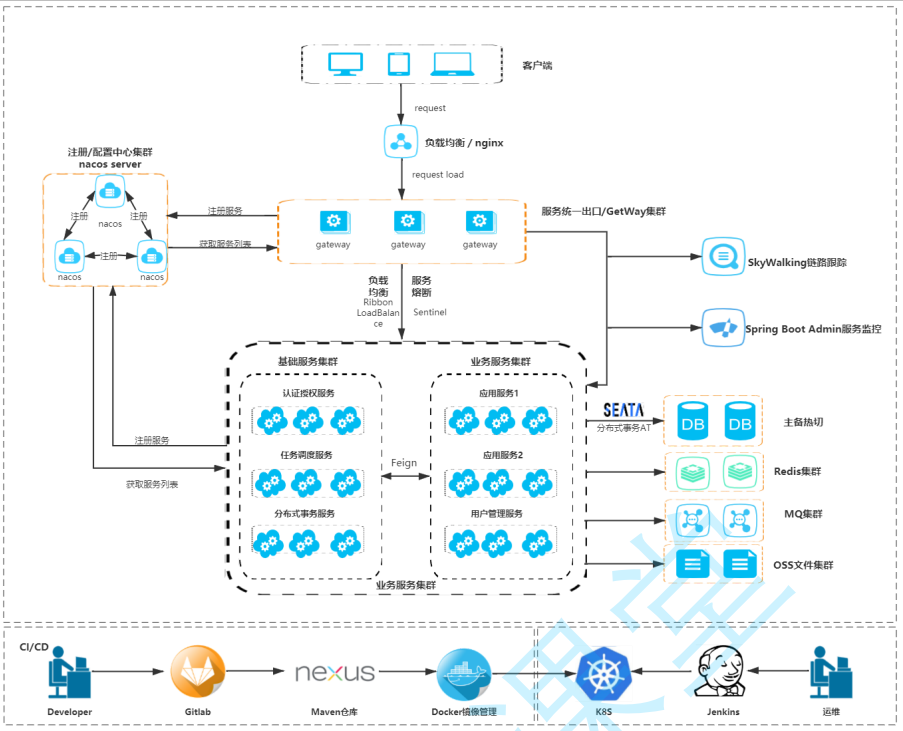 客户端
request
负载均衡 / nginx
request load
注册/配置中心集群
nacos server
注册
注册
nacos
注册
nacos
nacos
注册服务
获取服务列表
gateway
gateway
gateway
服务统一出口/GetWay集群
SkyWalking链路跟踪
Spring Boot Admin服务监控
负载
均衡
Ribbon
LoadBalan
ce
服务
熔断
Sentinel
基础服务集群
业务服务集群
认证授权服务
应用服务1
任务调度服务
应用服务2
分布式事务服务
用户管理服务
Feign
业务服务集群
注册服务
获取服务列表
SEATA
分布式事务AT
DB
DB
主备热切
Redis集群
MQ集群
OSS文件集群
CI/CD
Developer
Gitlab
nexus
Maven仓库
Docker镜像管理
K8S
Jenkins
运维
课堂